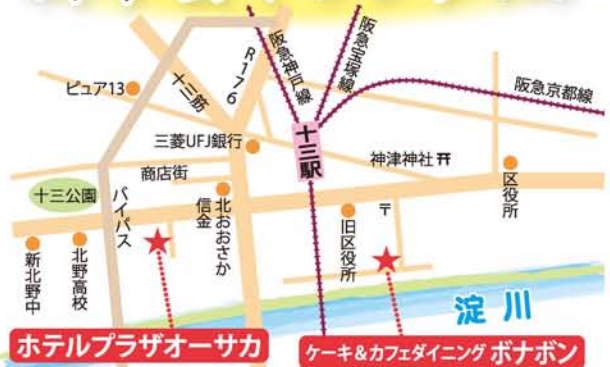 阪急神戸線
阪急宝塚線
阪急京都線
R176
十三筋
ピュア13
三菱UFJ銀行
十三駅
神津神社
区役所
商店街
十三公園
バイパス
北おおさか
信金
旧区役所
〒
新北野中
北野高校
淀川
ホテルプラザオーサカ
ケーキ&カフェダイニング ボナボン